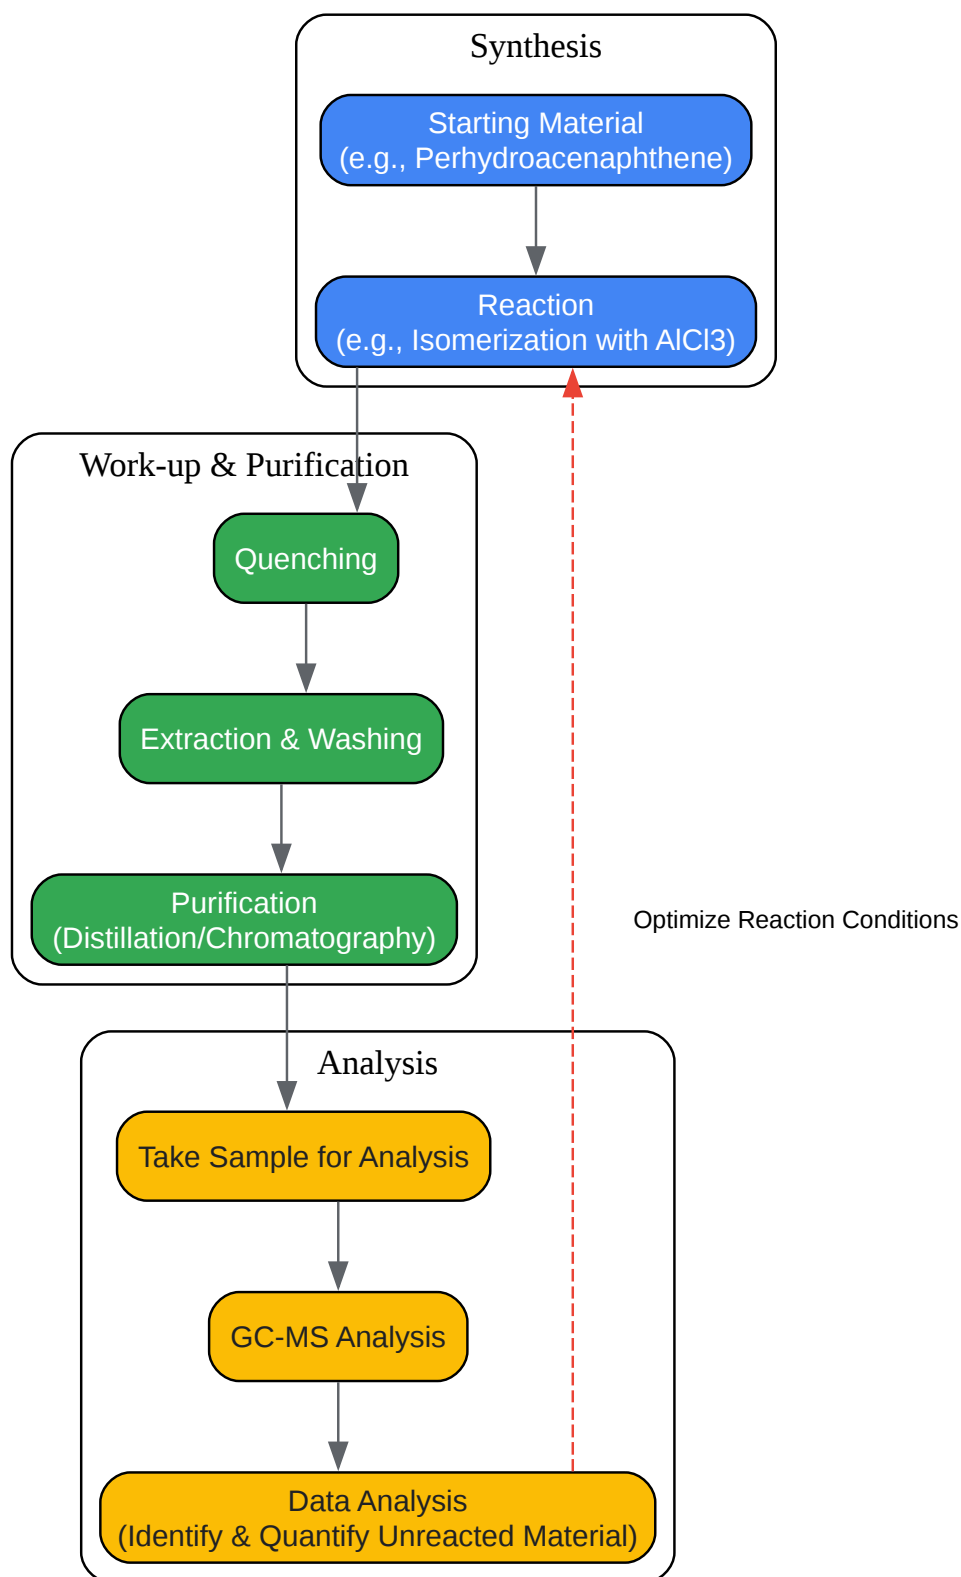 Synthesis
Starting Material
(e.g., Perhydroacenaphthene)
Reaction
(e.g., Isomerization with AlCl3)
Work-up & Purification
Quenching
Extraction & Washing
Purification
(Distillation/Chromatography)
Optimize Reaction Conditions
Analysis
Take Sample for Analysis
GC-MS Analysis
Data Analysis
(Identify & Quantify Unreacted Material)